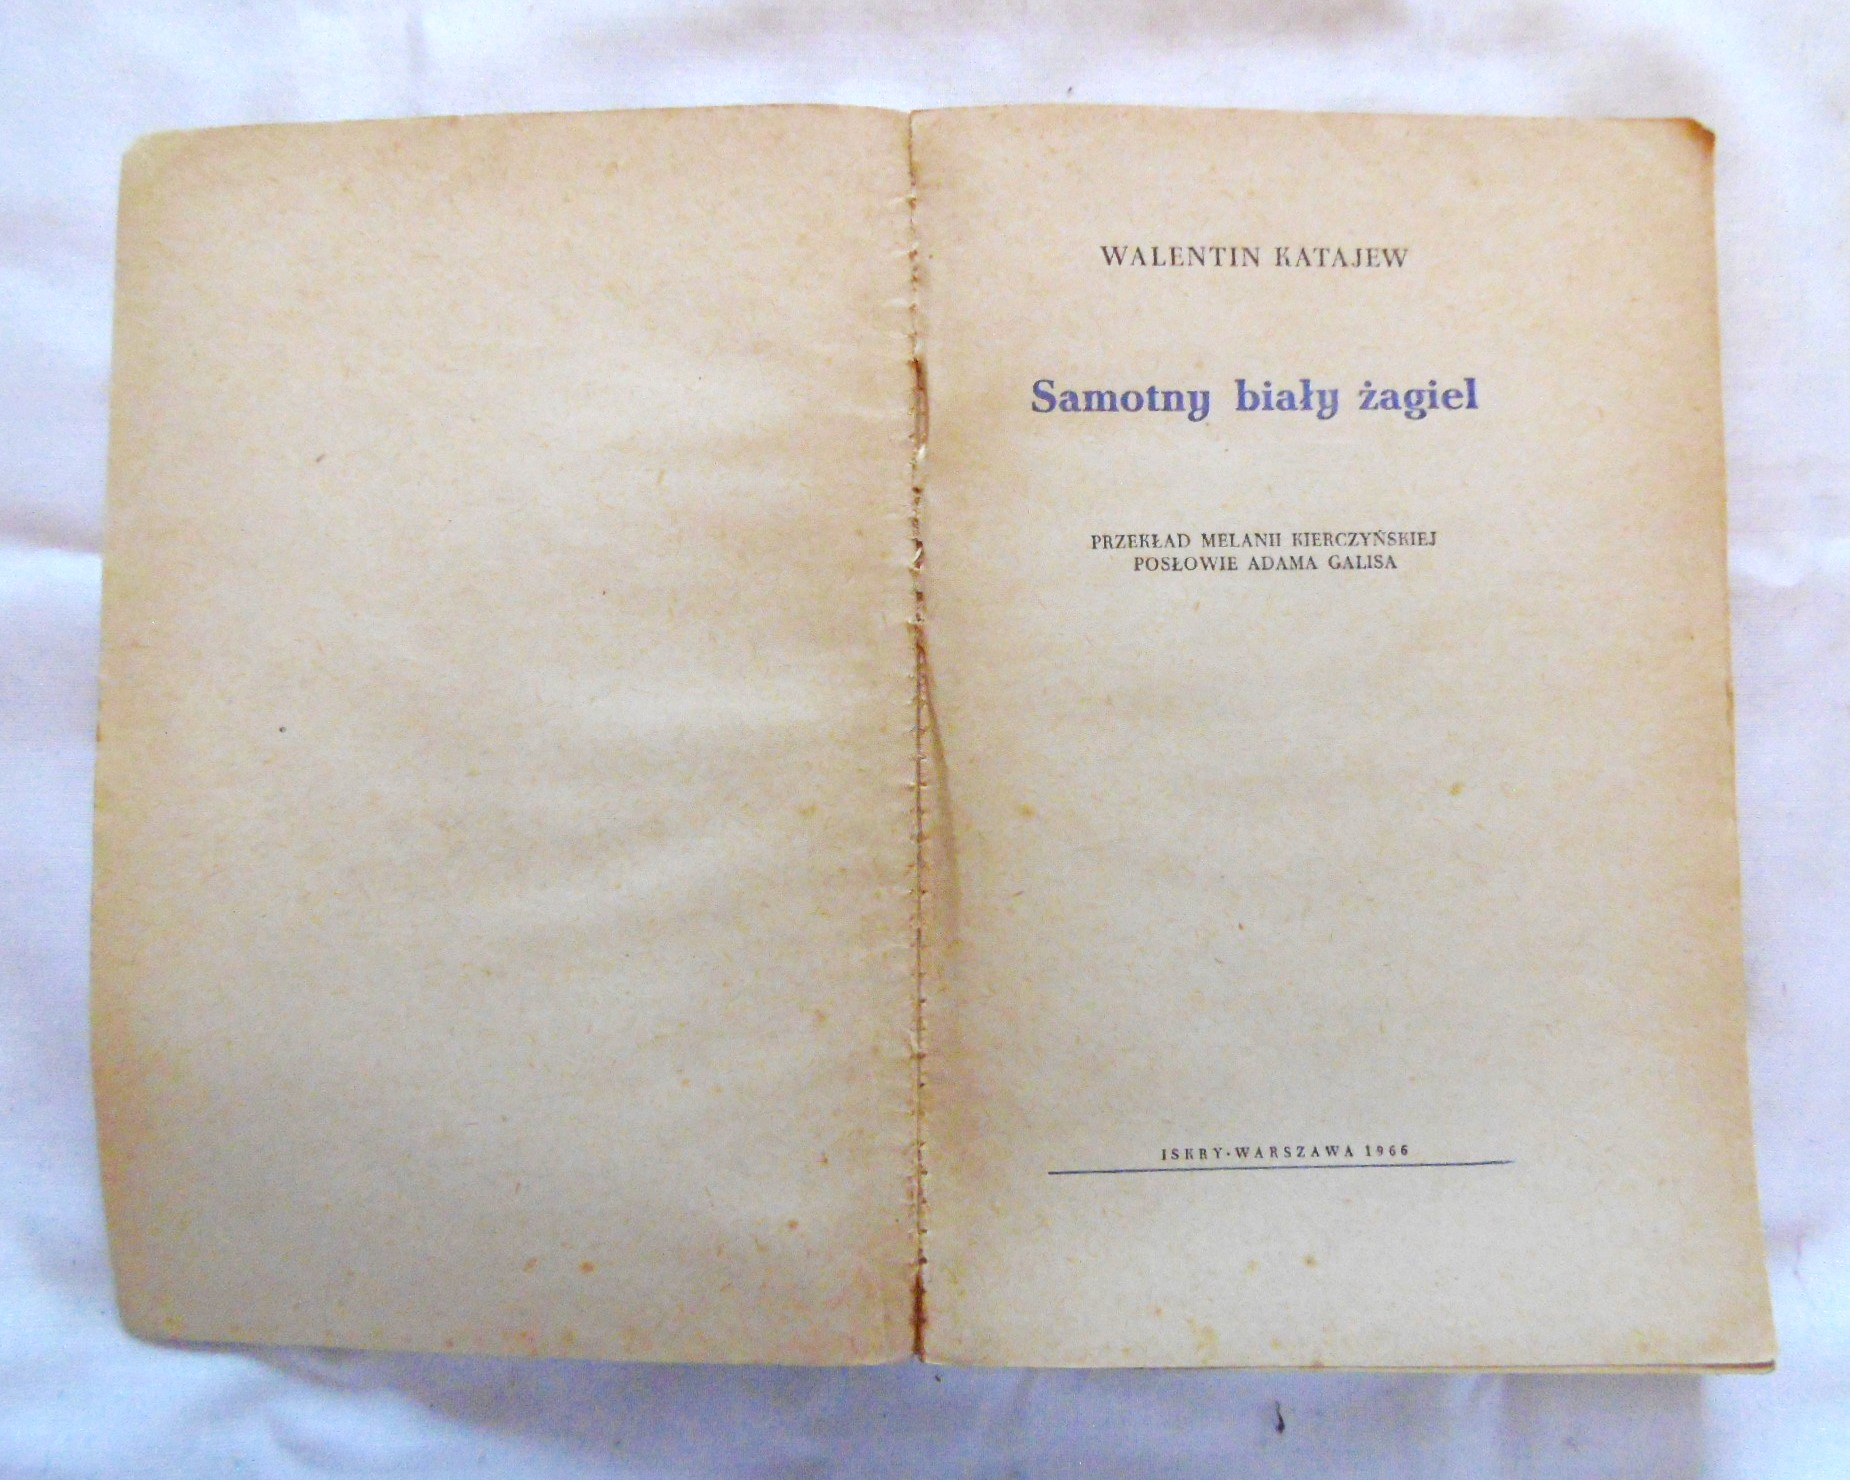 WALENTIN KATAJEW
Samotny biały żagiel
PRZEKŁAD MELANII KIERCZYŃSKIEJ
POSŁOWIE ADAMA GALISA
ISKRY·WARSZAWA 1966